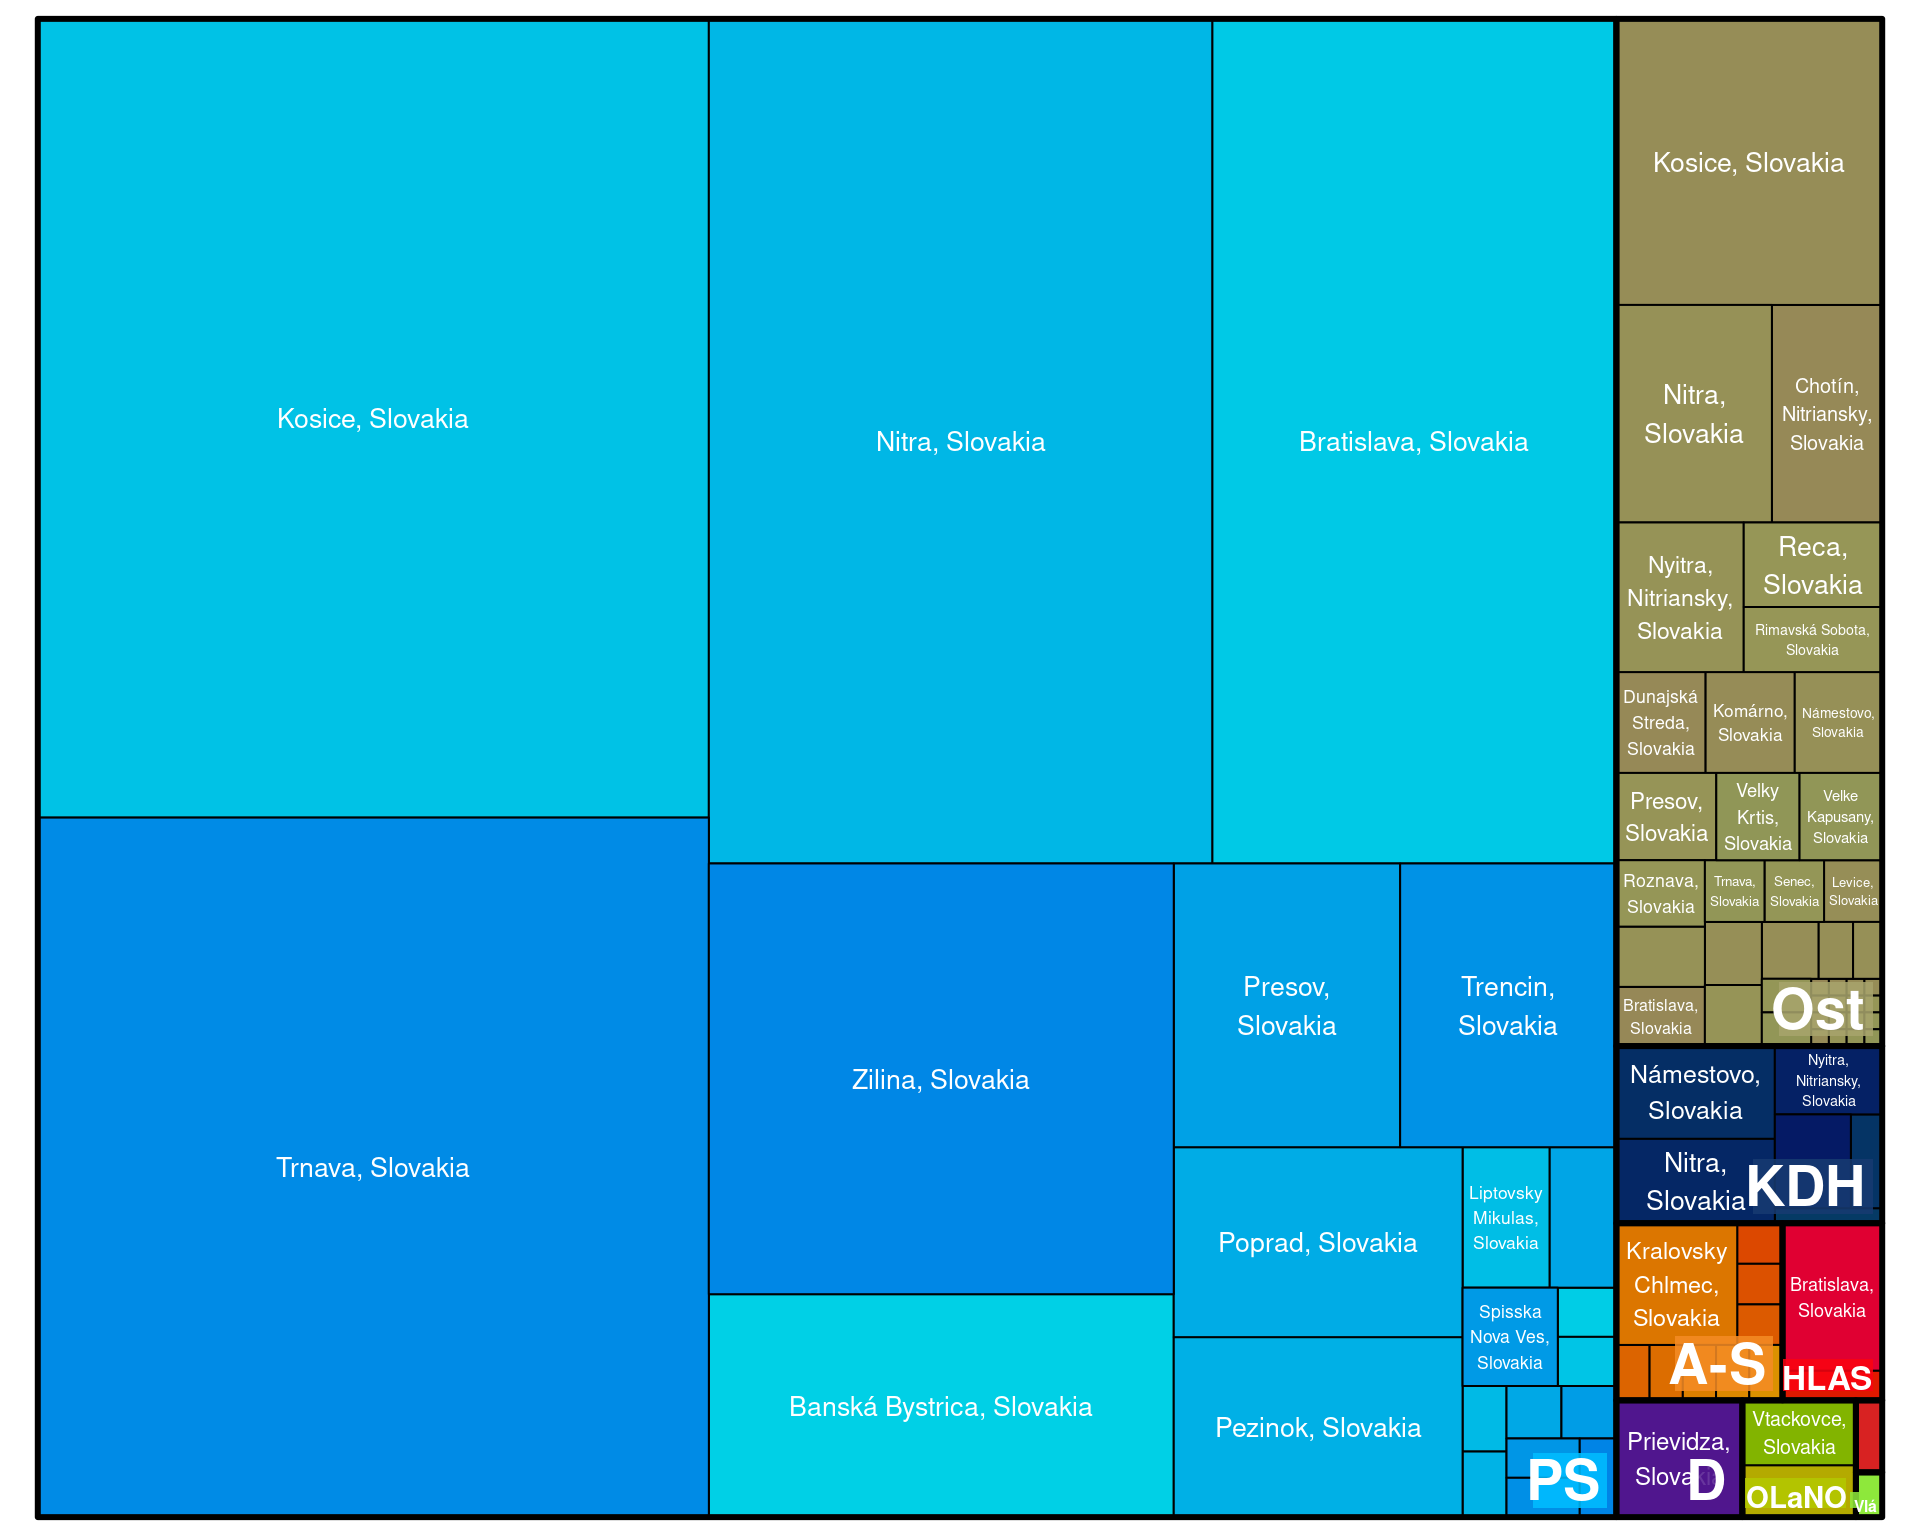 Kosice, Slovakia
Nitra, Slovakia
Bratislava, Slovakia
Trnava, Slovakia
Zilina, Slovakia
Banská Bystrica, Slovakia
Presov,
Slovakia
Trencin,
Slovakia
Poprad, Slovakia
Pezinok, Slovakia
Liptovsky
Mikulas,
Slovakia
Spisska
Nova Ves,
Slovakia
PS
Kosice, Slovakia
Nitra,
Slovakia
Chotín,
Nitriansky,
Slovakia
Nyitra,
Nitriansky,
Slovakia
Reca,
Slovakia
Rimavská Sobota,
Slovakia
Dunajská
Streda,
Slovakia
Komárno,
Slovakia
Námestovo,
Slovakia
Presov,
Slovakia
Velky
Krtis,
Slovakia
Velke
Kapusany,
Slovakia
Roznava,
Slovakia
Trnava,
Slovakia
Senec,
Slovakia
Levice,
Slovakia
Bratislava,
Slovakia
Ost
Námestovo,
Slovakia
Nyitra,
Nitriansky,
Slovakia
Nitra,
Slovakia
KDH
Kralovsky
Chlmec,
Slovakia
A-S
Bratislava,
Slovakia
HLAS
Prievidza,
Slovakia
D
Vtackovce,
Slovakia
OLaNO
Vlá